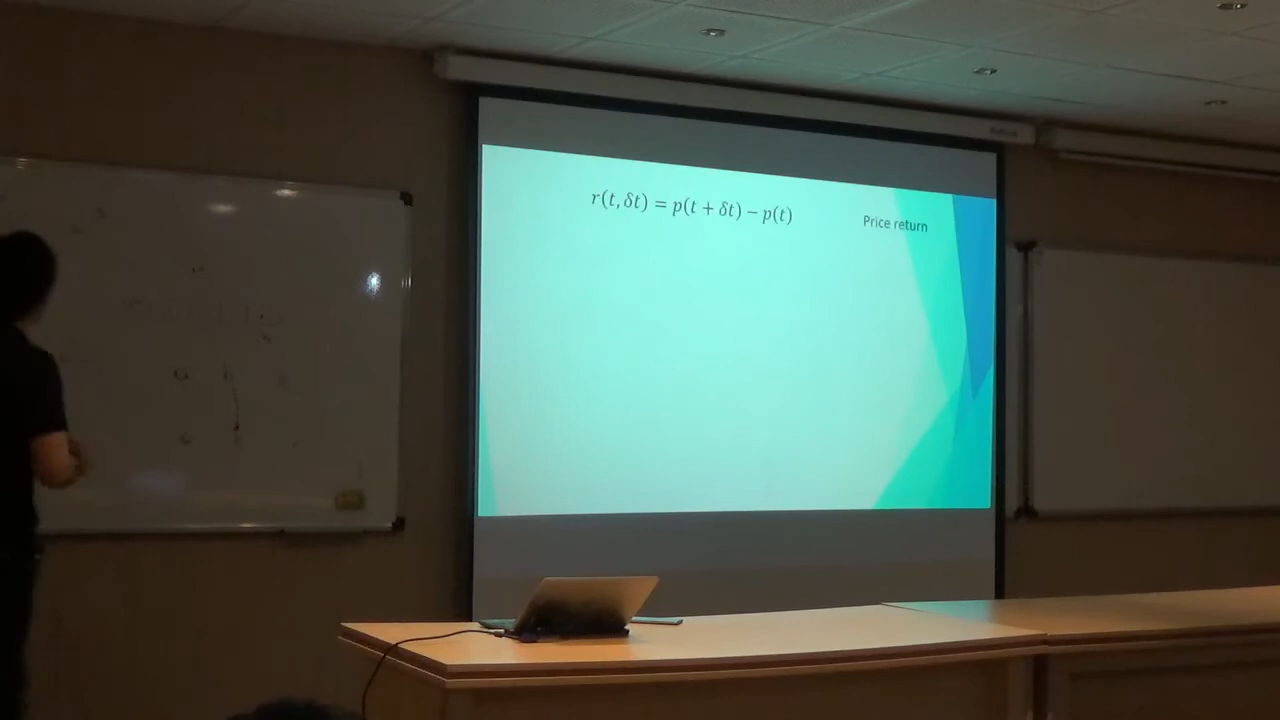 r(t, δt) = p(t + δt) − p(t)
Price return